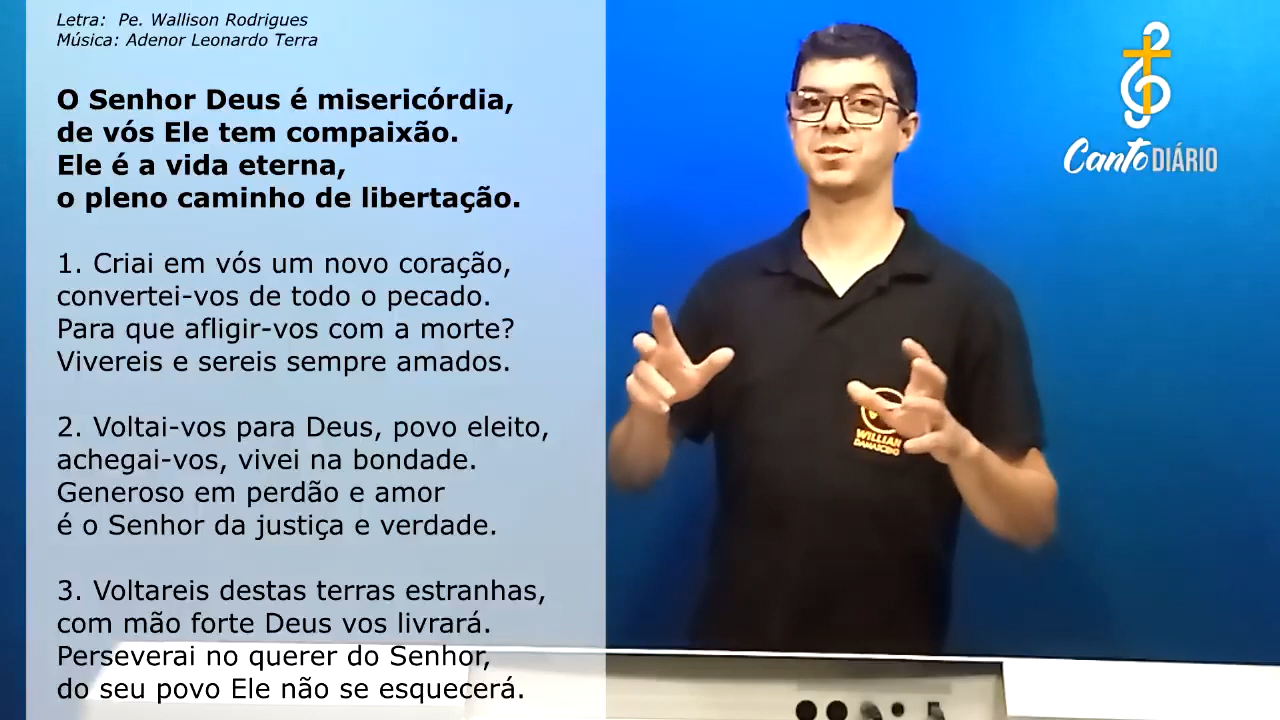 Letra: Pe. Wallison Rodrigues
Música: Adenor Leonardo Terra
O Senhor Deus é misericórdia,
de vós Ele tem compaixão.
Ele é a vida eterna,
o pleno caminho de libertação.
1. Criai em vós um novo coração,
convertei-vos de todo o pecado.
Para que afligir-vos com a morte?
Vivereis e sereis sempre amados.
2. Voltai-vos para Deus, povo eleito,
achegai-vos, vivei na bondade.
Generoso em perdão e amor
é o Senhor da justiça e verdade.
3. Voltareis destas terras estranhas,
com mão forte Deus vos livrará.
Perseverai no querer do Senhor,
do seu povo Ele não se esquecerá.
Canto DIÁRIO
WILLIAN
DAMASCENO